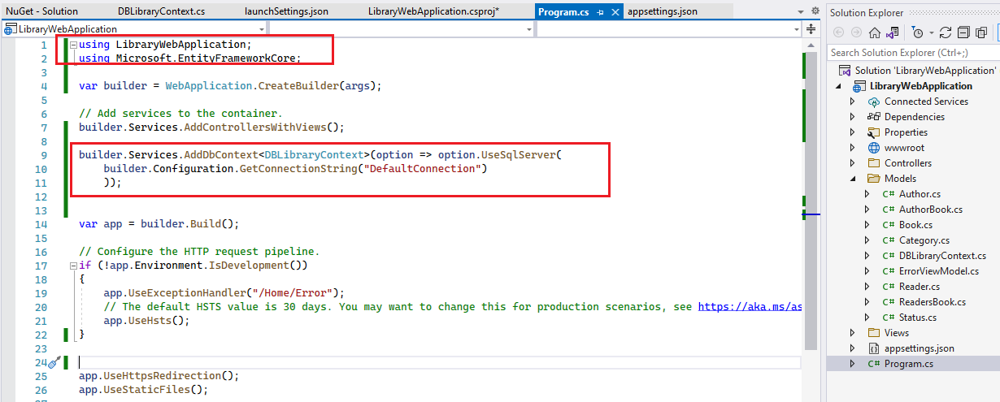 NuGet - Solution
DBLibraryContext.cs
launchSettings.json
LibraryWebApplication.csproj*
Program.cs
appsettings.json
LibraryWebApplication
1 using LibraryWebApplication;
2 using Microsoft.EntityFrameworkCore;
3
4 var builder = WebApplication.CreateBuilder(args);
5
6 // Add services to the container.
7 builder.Services.AddControllersWithViews();
8
9 builder.Services.AddDbContext<DBLibraryContext>(option => option.UseSqlServer(
10 builder.Configuration.GetConnectionString("DefaultConnection")
11 ));
12
13
14 var app = builder.Build();
15
16 // Configure the HTTP request pipeline.
17 if (!app.Environment.IsDevelopment())
18 {
19 app.UseExceptionHandler("/Home/Error");
20 // The default HSTS value is 30 days. You may want to change this for production scenarios, see https://aka.ms/as
21 app.UseHsts();
22 }
23
24
25 app.UseHttpsRedirection();
26 app.UseStaticFiles();
Solution Explorer
Search Solution Explorer (Ctrl+;)
Solution 'LibraryWebApplication'
LibraryWebApplication
Connected Services
Dependencies
Properties
wwwroot
Controllers
Models
C# Author.cs
C# AuthorBook.cs
C# Book.cs
C# Category.cs
C# DBLibraryContext.cs
C# ErrorViewModel.cs
C# Reader.cs
C# ReadersBook.cs
C# Status.cs
Views
appsettings.json
C# Program.cs